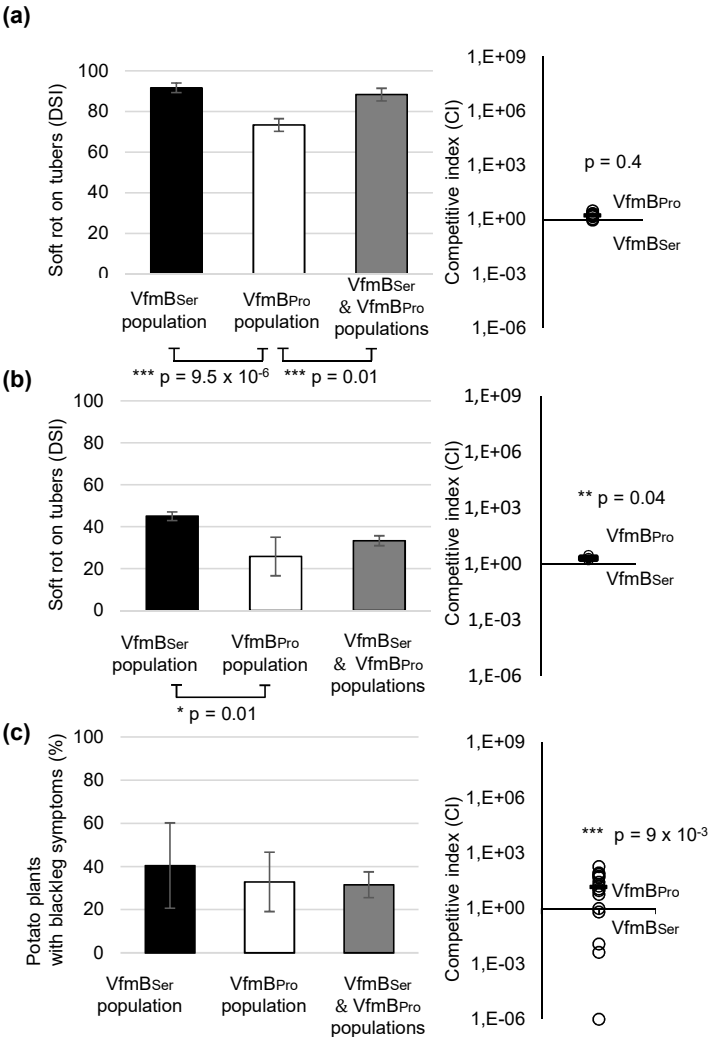 (a)
Soft rot on tubers (DSI)
100
80
60
40
20
0
VfmBSer
population
VfmBPro
population
VfmBSer
& VfmBPro
populations
*** p = 9.5 x 10-6
*** p = 0.01
Competitive index (CI)
1,E+09
1,E+06
1,E+03
1,E+00
1,E-03
1,E-06
p = 0.4
VfmBPro
VfmBSer
(b)
Soft rot on tubers (DSI)
100
80
60
40
20
0
VfmBSer
population
VfmBPro
population
VfmBSer
& VfmBPro
populations
* p = 0.01
Competitive index (CI)
1,E+09
1,E+06
1,E+03
1,E+00
1,E-03
1,E-06
** p = 0.04
VfmBPro
VfmBSer
(c)
Potato plants
with blackleg symptoms (%)
100
80
60
40
20
0
VfmBSer
population
VfmBPro
population
VfmBSer
& VfmBPro
populations
Competitive index (CI)
1,E+09
1,E+06
1,E+03
1,E+00
1,E-03
1,E-06
*** p = 9 x 10-3
VfmBPro
VfmBSer